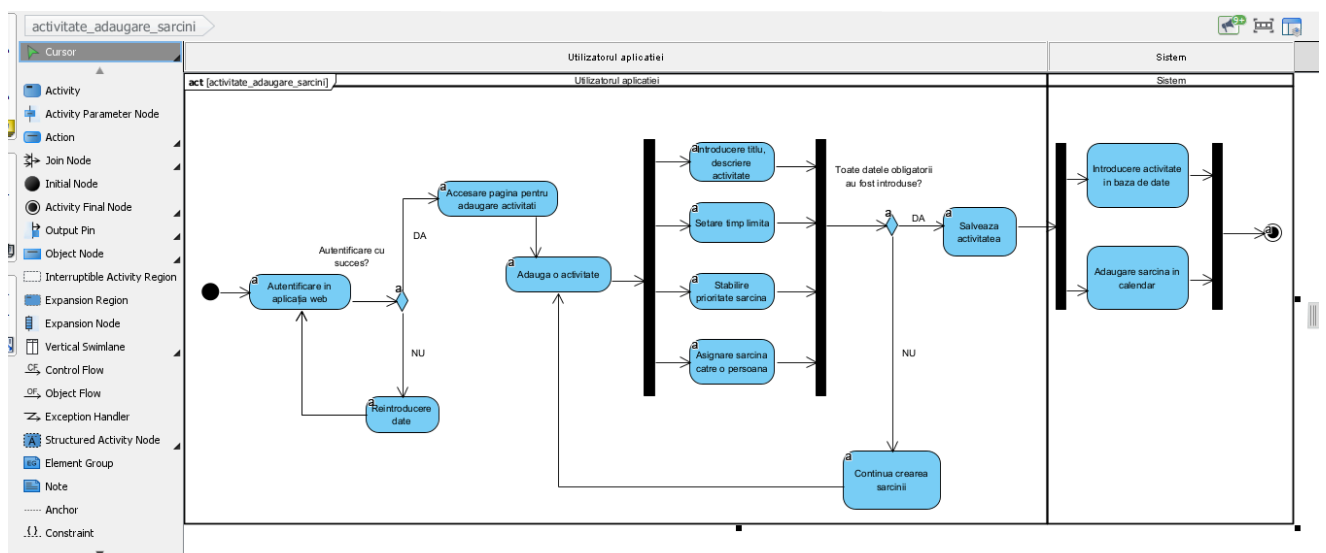 activitate_adaugare_sarcini
9+
Cursor
Activity
Activity Parameter Node
Action
Join Node
Initial Node
Activity Final Node
Output Pin
Object Node
Interruptible Activity Region
Expansion Region
Expansion Node
Vertical Swimlane
CF Control Flow
OF Object Flow
Exception Handler
A Structured Activity Node
EG Element Group
Note
Anchor
{} Constraint
Utilizatorul aplicatiei
Sistem
act [activitate_adaugare_sarcini]
Utilizatorul aplicatiei
Sistem
a
Autentificare in
aplicația web
Autentificare cu
succes?
a
DA
NU
a
Reintroducere
date
a
Accesare pagina pentru
adaugare activitati
a
Adauga o activitate
a
Introducere titlu,
descriere
activitate
a
Setare timp limita
a
Stabilire
prioritate sarcina
a
Asignare sarcina
catre o persoana
Toate datele obligatorii
au fost introduse?
a
DA
NU
a
Salveaza
activitatea
a
Continua crearea
sarcinii
Introducere activitate
in baza de date
Adaugare sarcina in
calendar
a